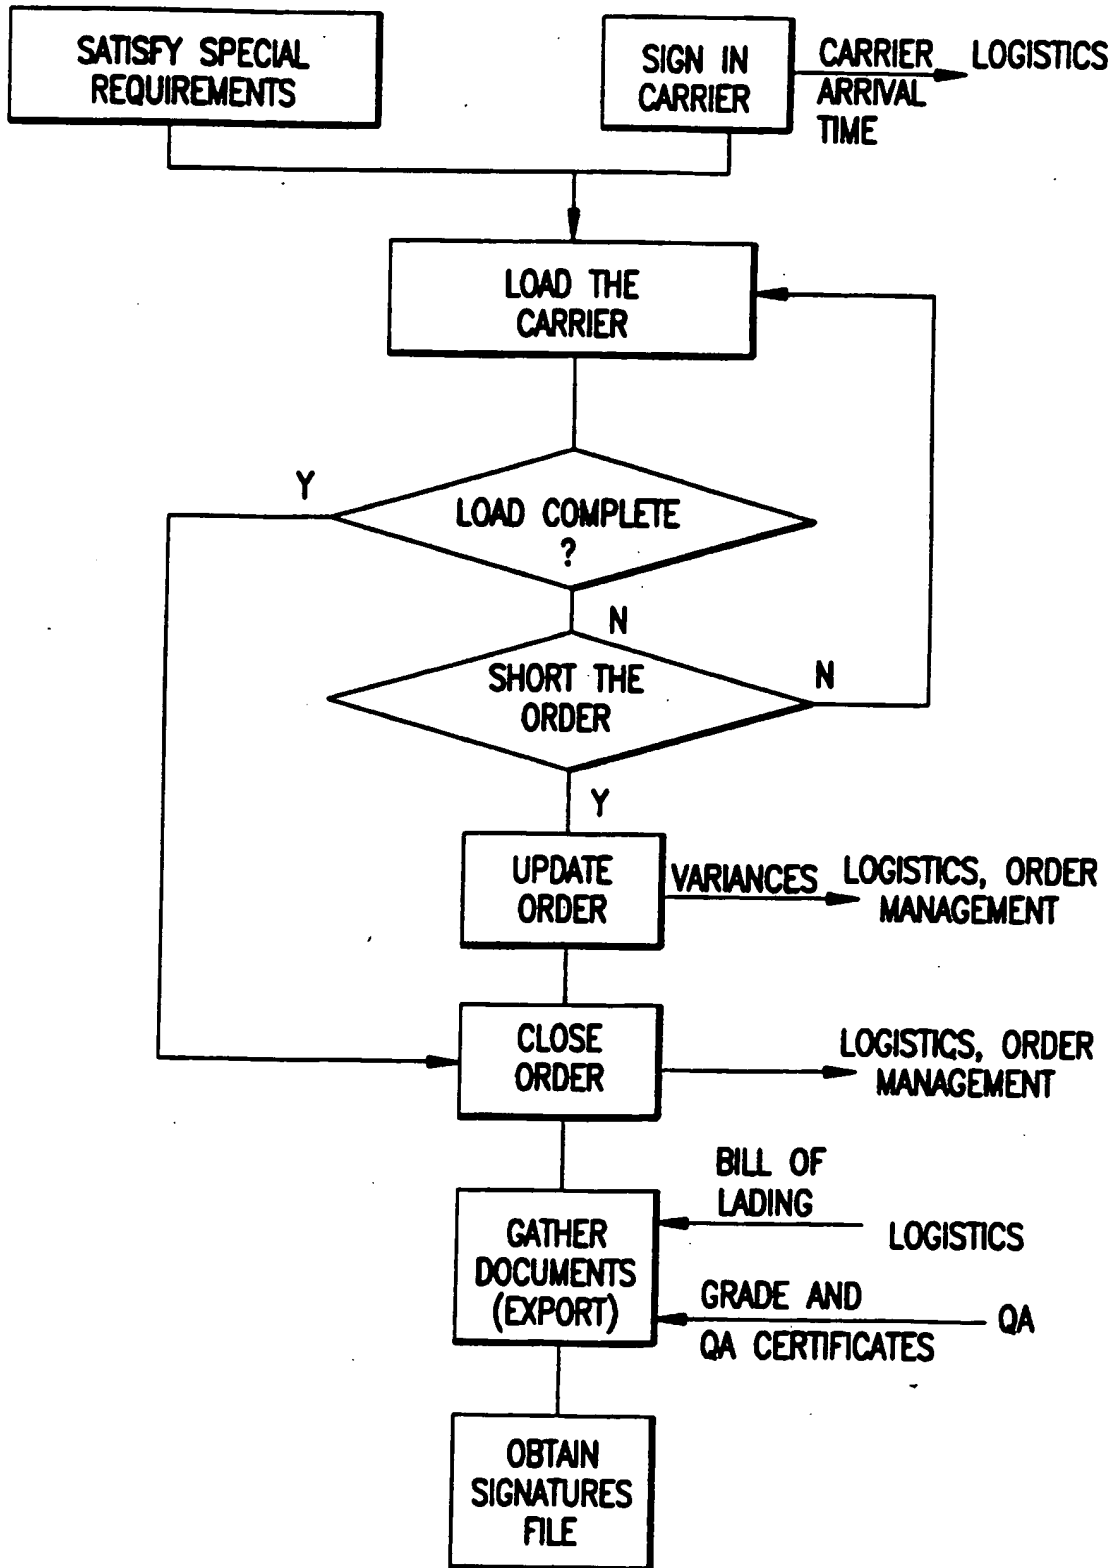 SATISFY SPECIAL
REQUIREMENTS
SIGN IN
CARRIER
CARRIER
ARRIVAL
TIME
LOGISTICS
LOAD THE
CARRIER
Y
LOAD COMPLETE
?
N
SHORT THE
ORDER
N
Y
UPDATE
ORDER
VARIANCES
LOGISTICS, ORDER
MANAGEMENT
CLOSE
ORDER
LOGISTICS, ORDER
MANAGEMENT
BILL OF
LADING
LOGISTICS
GATHER
DOCUMENTS
(EXPORT)
GRADE AND
QA CERTIFICATES
QA
OBTAIN
SIGNATURES
FILE